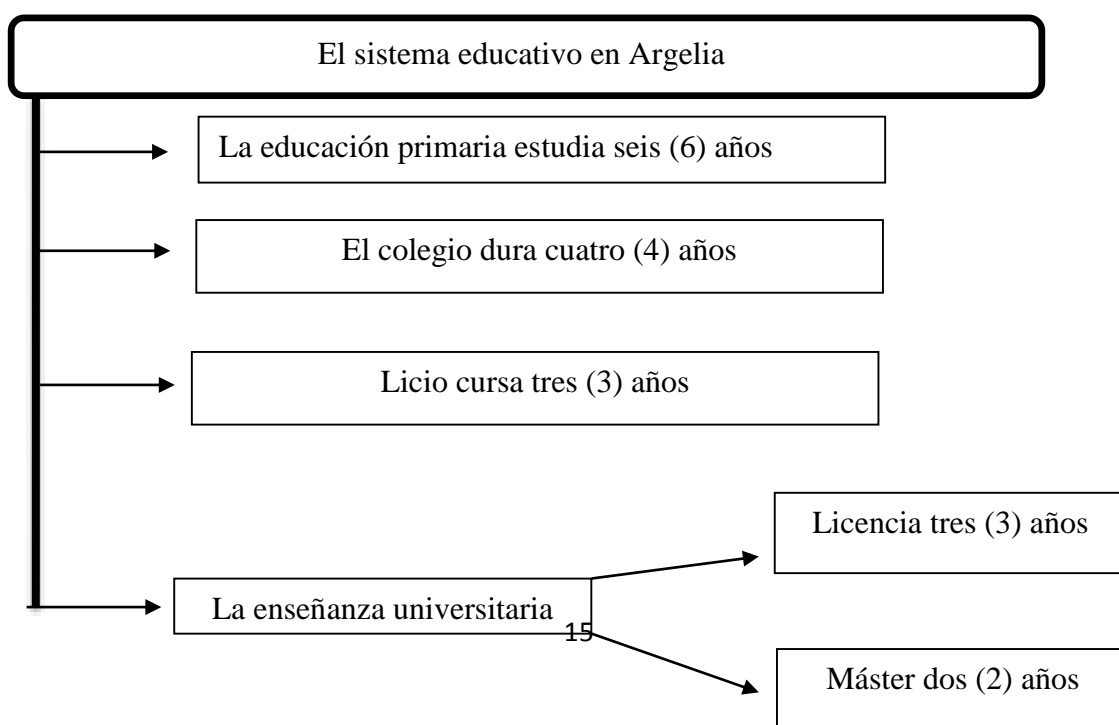 El sistema educativo en Argelia
La educación primaria estudia seis (6) años
El colegio dura cuatro (4) años
Licio cursa tres (3) años
Licencia tres (3) años
La enseñanza universitaria
15
Máster dos (2) años